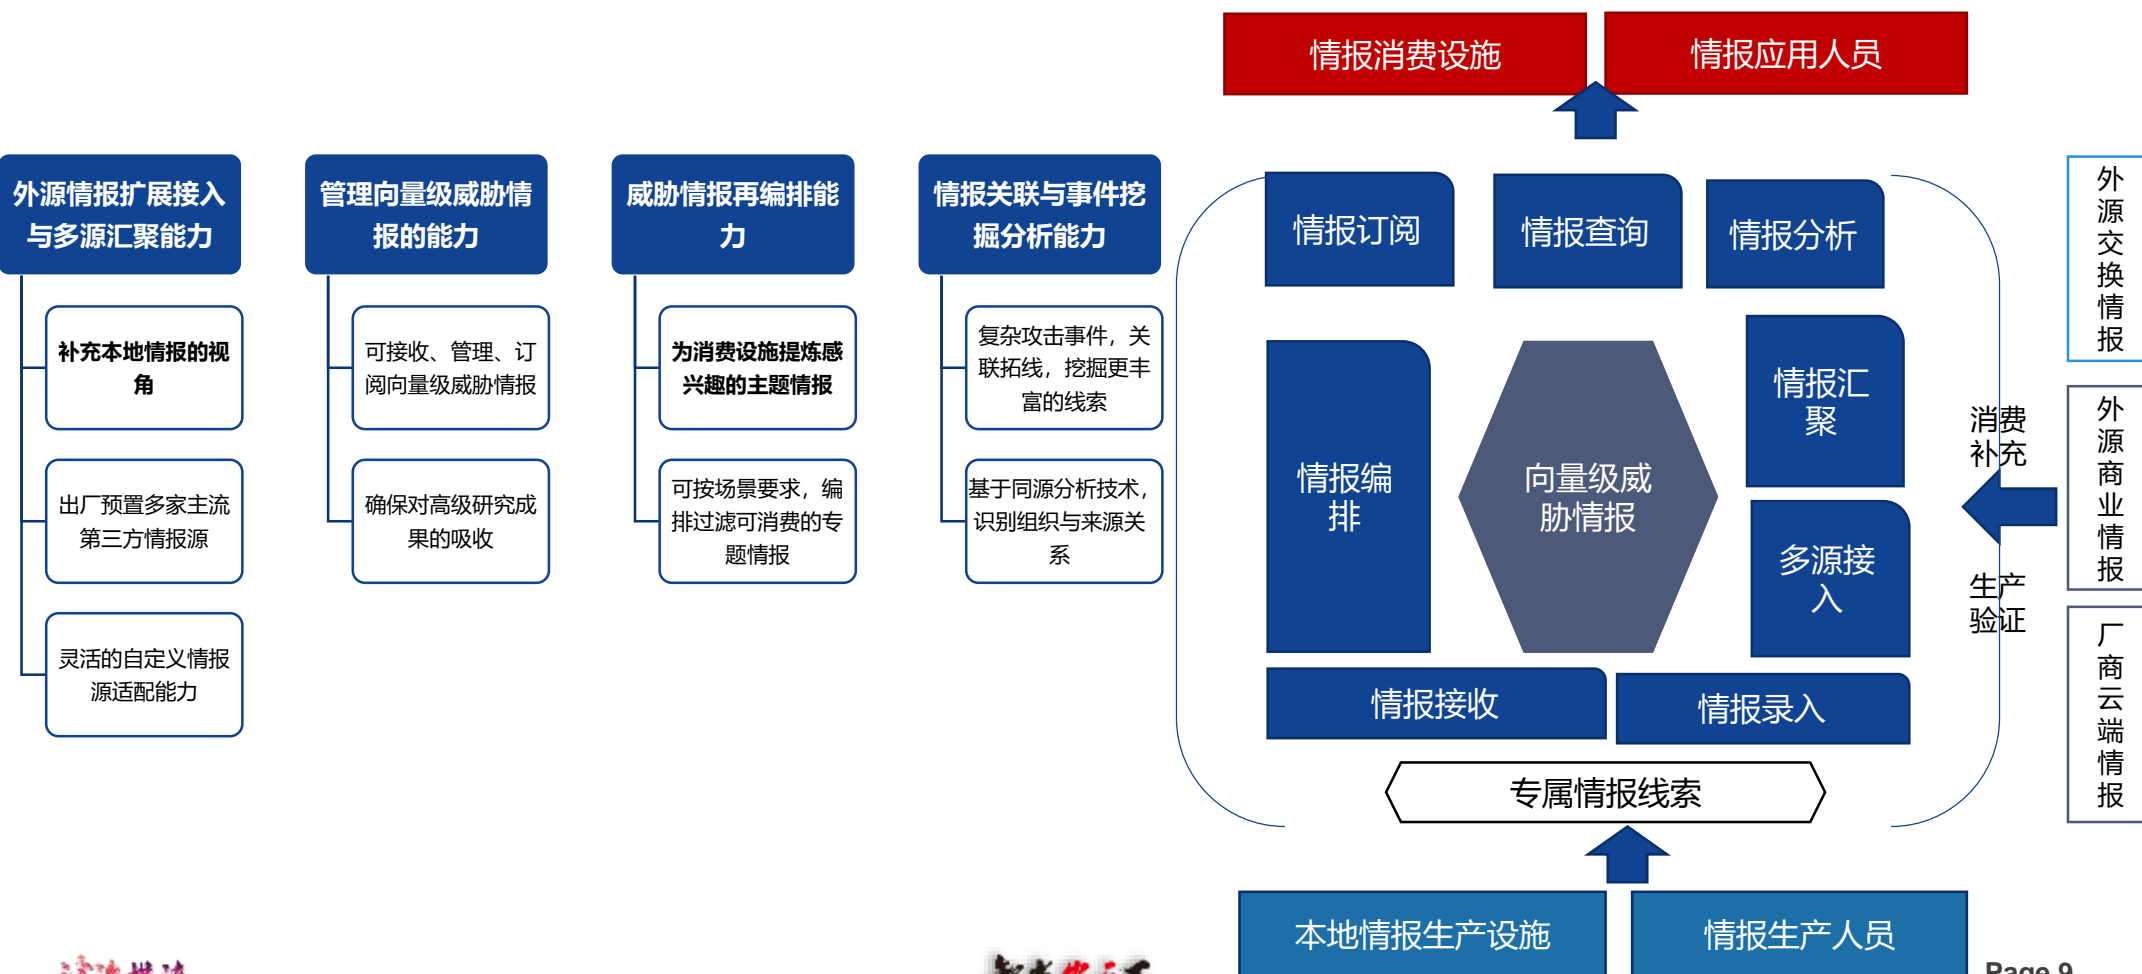 外源情报扩展接入
与多源汇聚能力
补充本地情报的视
角
出厂预置多家主流
第三方情报源
灵活的自定义情报
源适配能力
管理向量级威胁情
报的能力
可接收、管理、订
阅向量级威胁情报
确保对高级研究成
果的吸收
威胁情报再编排能
力
为消费设施提炼感
兴趣的主题情报
可按场景要求，编
排过滤可消费的专
题情报
情报关联与事件挖
掘分析能力
复杂攻击事件，关
联拓线，挖掘更丰
富的线索
基于同源分析技术，
识别组织与来源关
系
情报消费设施
情报应用人员
情报订阅
情报查询
情报分析
情报编
排
向量级威
胁情报
情报汇
聚
多源接
入
情报接收
情报录入
专属情报线索
本地情报生产设施
情报生产人员
消费
补充
生产
验证
外源交换情报
外源商业情报
厂商云端情报
Page 9